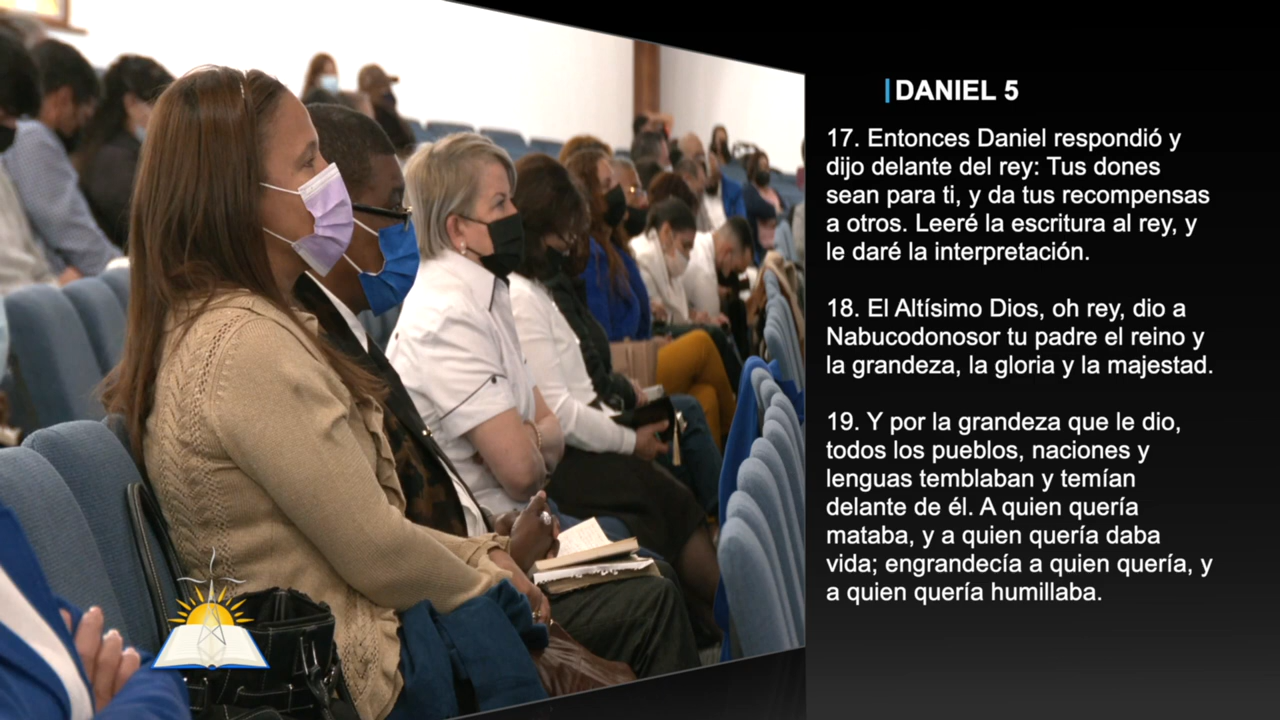 DANIEL 5
17. Entonces Daniel respondió y
dijo delante del rey: Tus dones
sean para ti, y da tus recompensas
a otros. Leeré la escritura al rey, y
le daré la interpretación.
18. El Altísimo Dios, oh rey, dio a
Nabucodonosor tu padre el reino y
la grandeza, la gloria y la majestad.
19. Y por la grandeza que le dio,
todos los pueblos, naciones y
lenguas temblaban y temían
delante de él. A quien quería
mataba, y a quien quería daba
vida; engrandecía a quien quería, y
a quien quería humillaba.